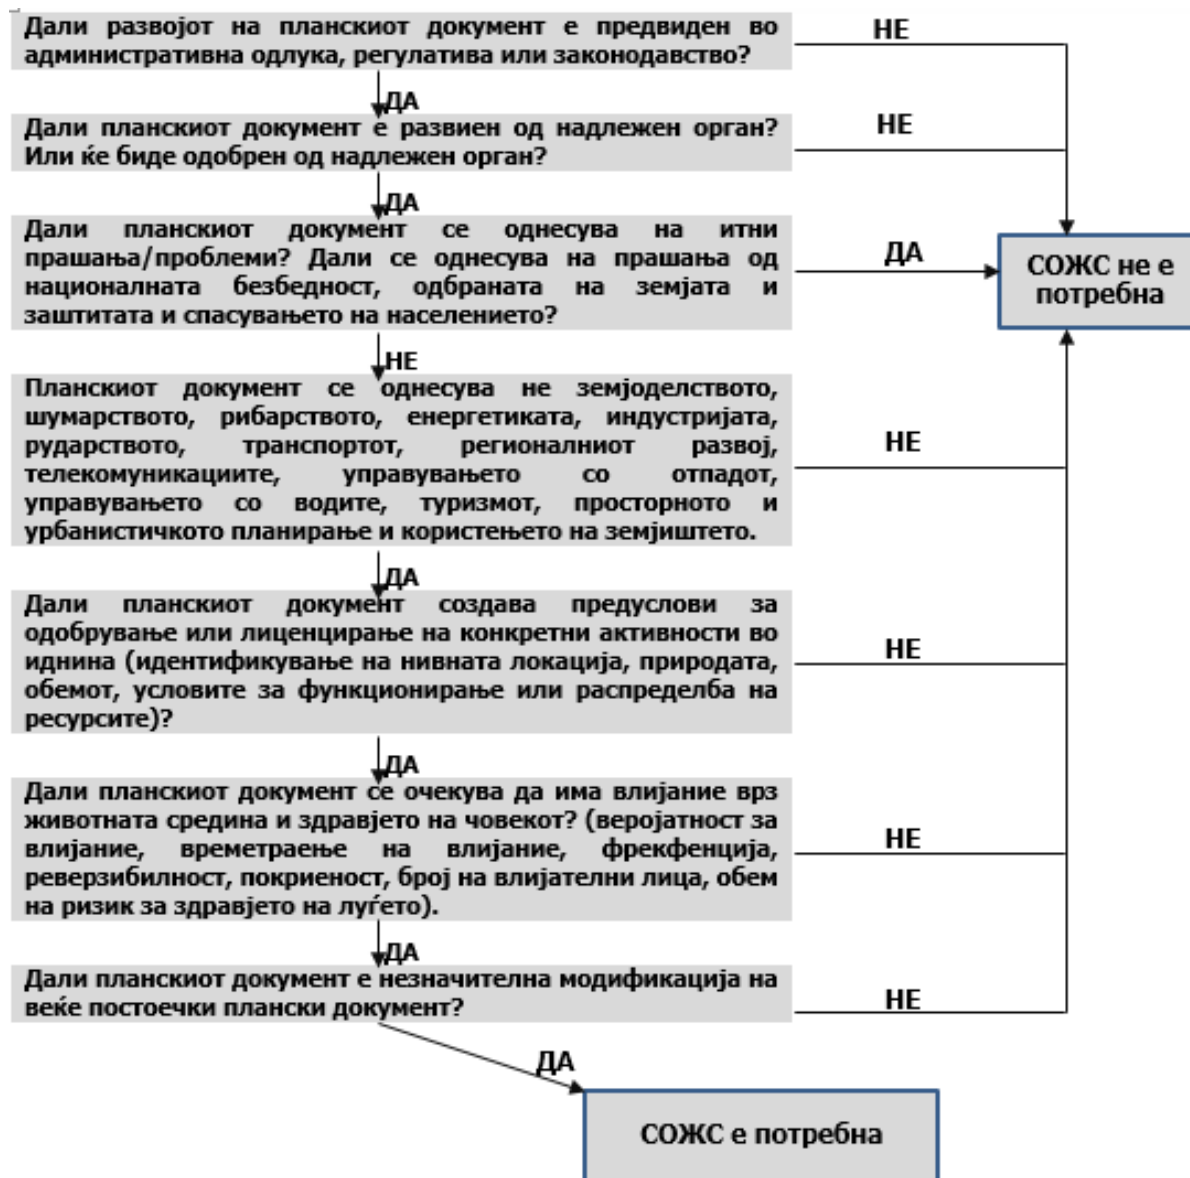 Дали развојот на планскиот документ е предвиден во
административна одлука, регулатива или законодавство?
НЕ
ДА
Дали планскиот документ е развиен од надлежен орган?
Или ќе биде одобрен од надлежен орган?
НЕ
ДА
Дали планскиот документ се однесува на итни
прашања/проблеми? Дали се однесува на прашања од
националната безбедност, одбраната на земјата и
заштитата и спасувањето на населението?
ДА
СОЖС не е
потребна
НЕ
Планскиот документ се однесува не земјоделството,
шумарството, рибарството, енергетиката, индустријата,
рударството, транспортот, регионалниот развој,
телекомуникациите, управувањето со отпадот,
управувањето со водите, туризмот, просторното и
урбанистичкото планирање и користењето на земјиштето.
НЕ
ДА
Дали планскиот документ создава предуслови за
одобрување или лиценцирање на конкретни активности во
иднина (идентификување на нивната локација, природата,
обемот, условите за функционирање или распределба на
ресурсите)?
НЕ
ДА
Дали планскиот документ се очекува да има влијание врз
животната средина и здравјето на човекот? (веројатност за
влијание, времетраење на влијание, фрекфенција,
реверзибилност, покриеност, број на влијателни лица, обем
на ризик за здравјето на луѓето).
НЕ
ДА
Дали планскиот документ е незначителна модификација на
веќе постоечки плански документ?
НЕ
ДА
СОЖС е потребна